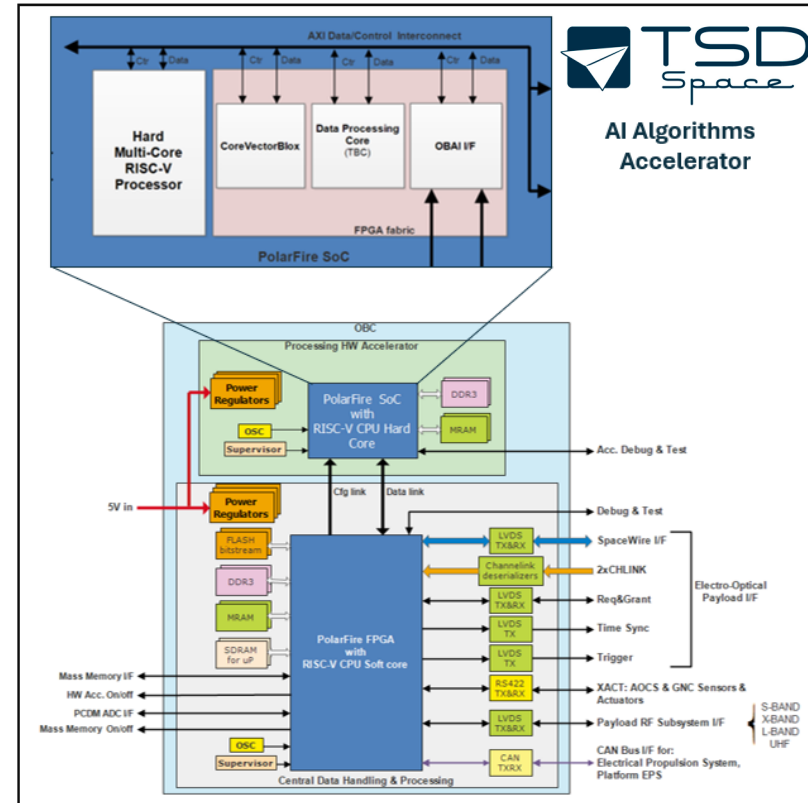 AXI Data/Control Interconnect
Ctr
Data
Ctr
Data
Ctr
Data
Ctr
Data
Hard
Multi-Core
RISC-V
Processor
CoreVectorBlox
Data Processing
Core
(TBC)
OBAI I/F
FPGA fabric
PolarFire SoC
TSD
Space
AI Algorithms
Accelerator
OBC
Processing HW Accelerator
Power
Regulators
PolarFire SoC
with
RISC-V CPU Hard
Core
DDR3
MRAM
OSC
Supervisor
Acc. Debug & Test
Cfg link
Data link
5V in
Power
Regulators
Debug & Test
FLASH
bitstream
DDR3
MRAM
SDRAM
for uP
PolarFire FPGA
with
RISC-V CPU Soft core
LVDS
TX&RX
SpaceWire I/F
Channelink
deserializers
2xCHLINK
LVDS
TX&RX
Req&Grant
LVDS
TX
Time Sync
LVDS
TX
Trigger
Electro-Optical
Payload I/F
RS422
TX&RX
XACT: AOCS & GNC Sensors &
Actuators
LVDS
TX&RX
Payload RF Subsystem I/F
S-BAND
X-BAND
L-BAND
UHF
CAN
TXRX
CAN Bus I/F for:
Electrical Propulsion System,
Platform EPS
Mass Memory I/F
HW Acc. On/off
PCDM ADC I/F
Mass Memory On/off
OSC
Supervisor
Central Data Handling & Processing